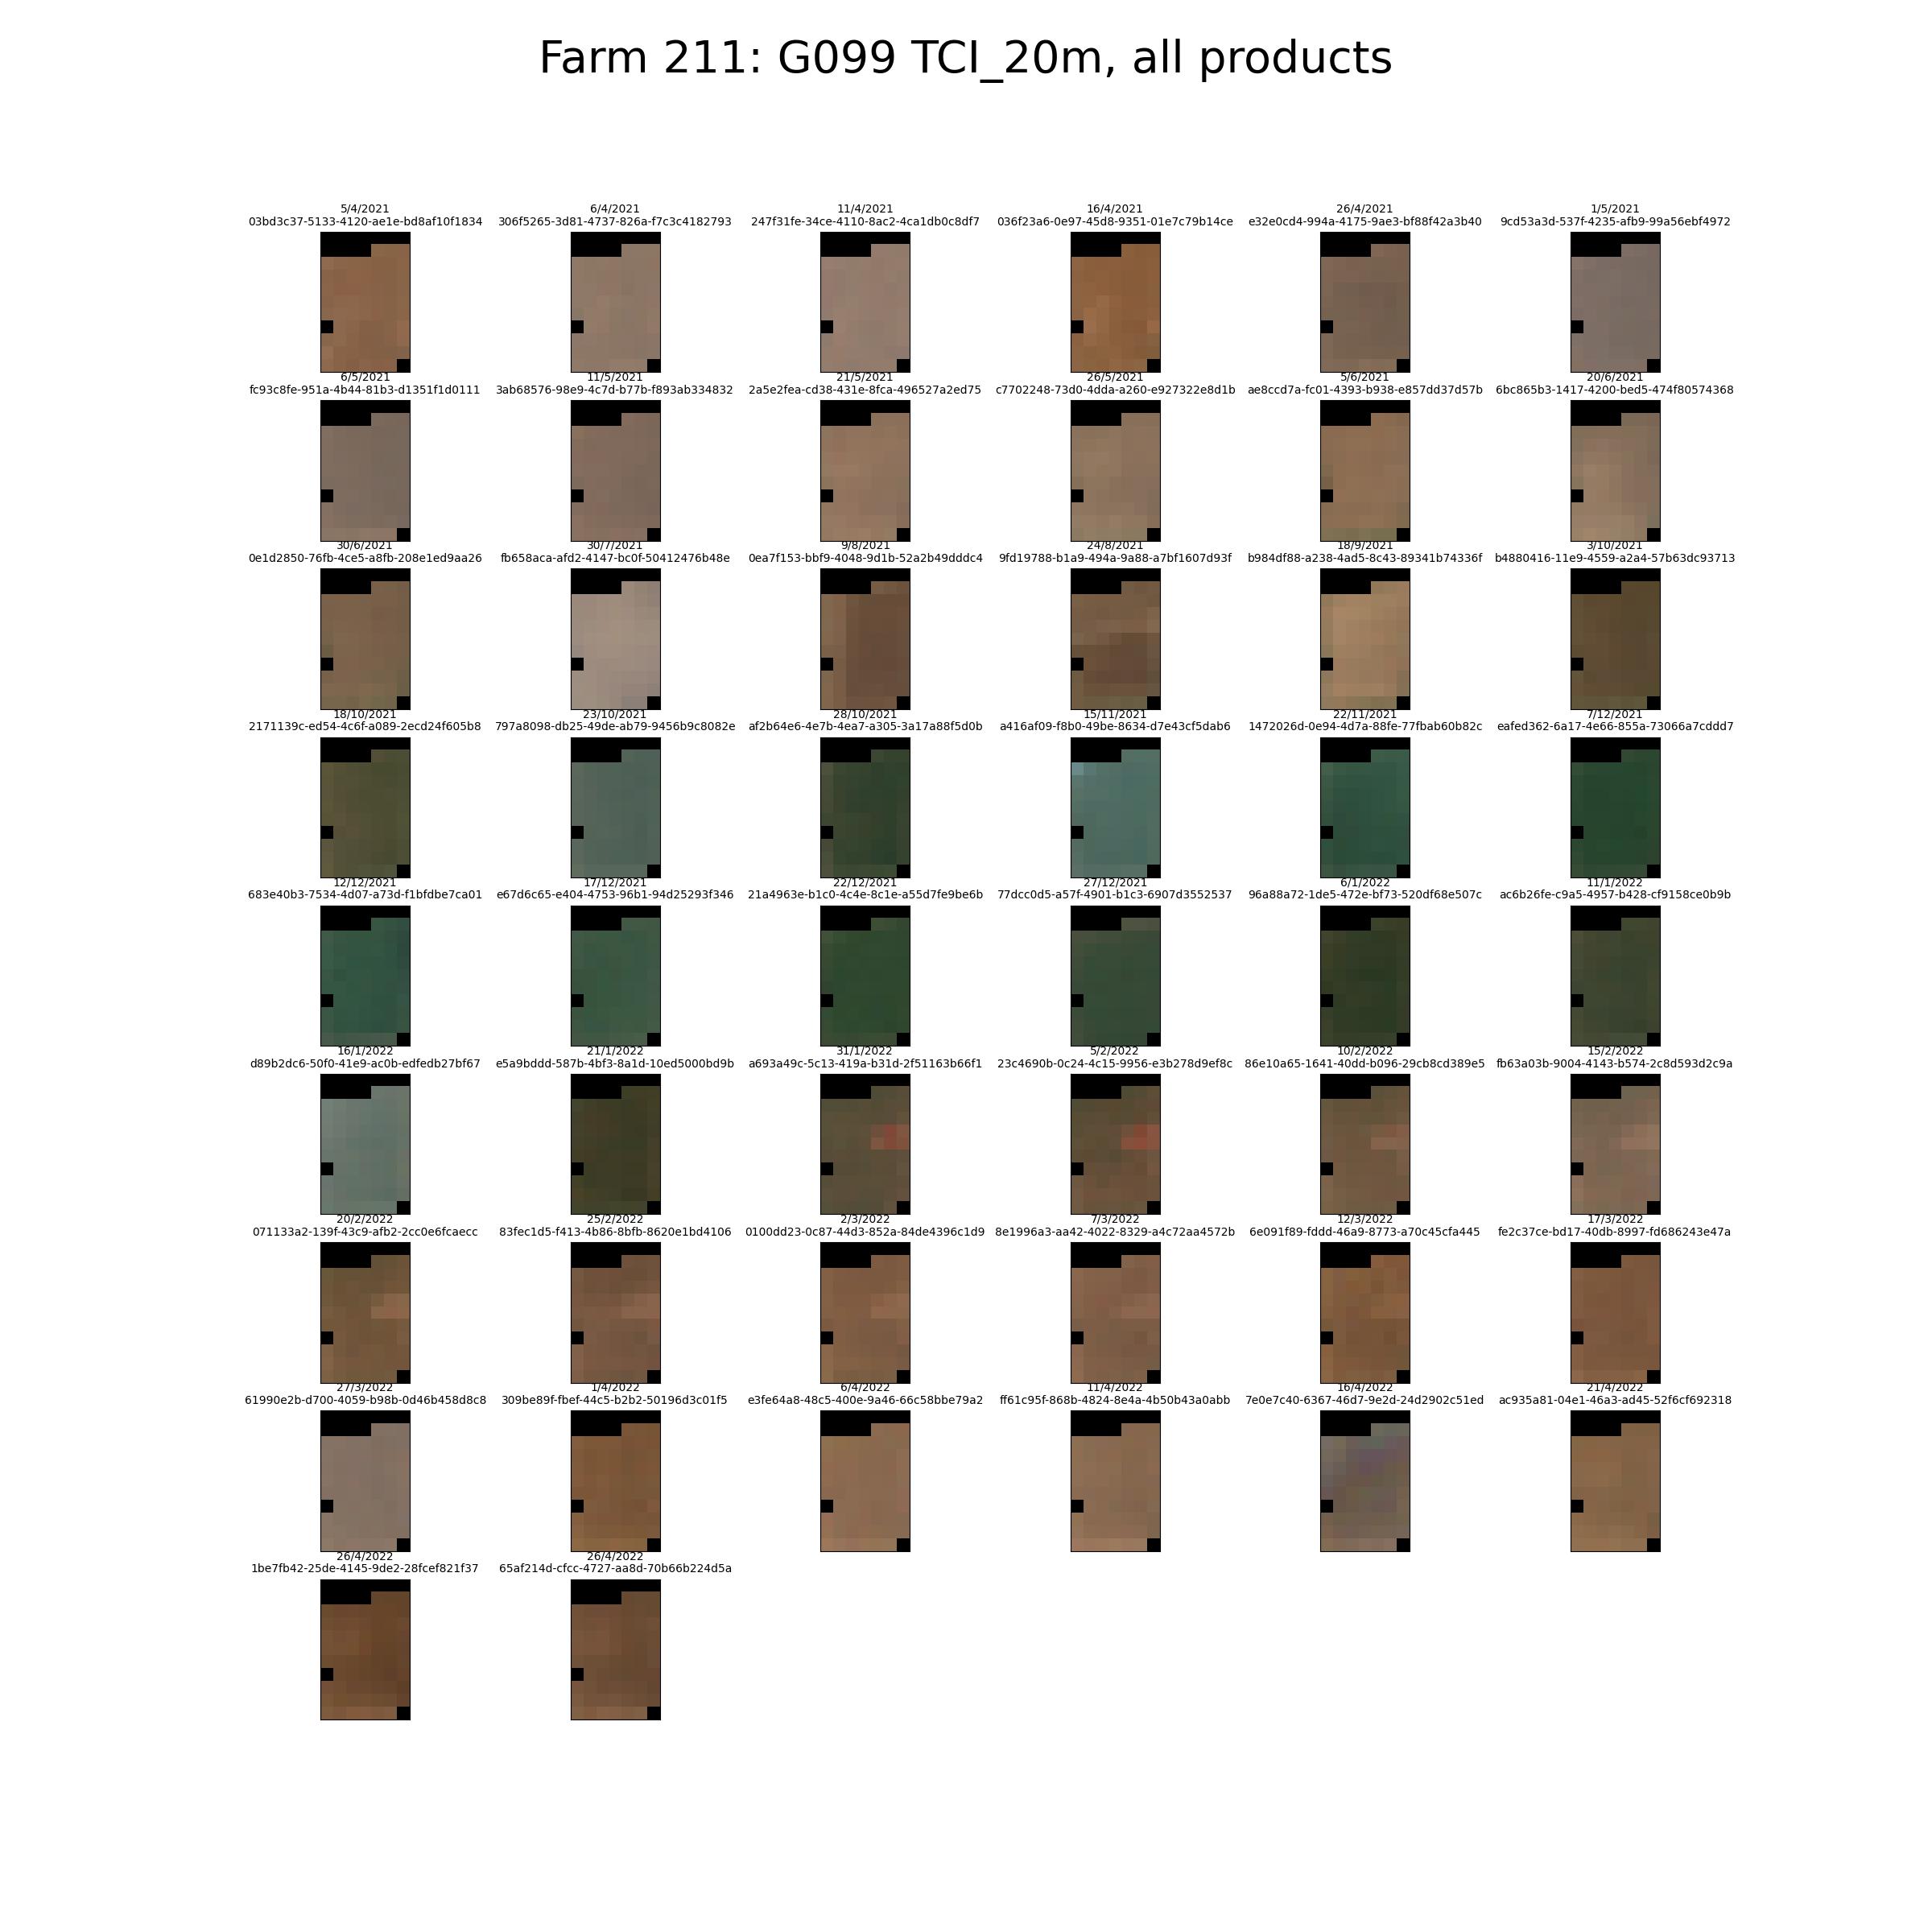 Farm 211: G099 TCI_20m, all products
5/4/2021 6/4/2021 11/4/2021 16/4/2021 26/4/2021 1/5/2021
03bd3c37-5133-4120-ae1e-bd8af10f1834 306f5265-3d81-4737-826a-f7c3c4182793 247f31fe-34ce-4110-8ac2-4ca1db0c8df7 036f23a6-0e97-45d8-9351-01e7c79b14ce e32e0cd4-994a-4175-9ae3-bf88f42a3b40 9cd53a3d-537f-4235-afb9-99a56ebf4972
6/5/2021 11/5/2021 21/5/2021 26/5/2021 5/6/2021 20/6/2021
fc93c8fe-951a-4b44-81b3-d1351f1d0111 3ab68576-98e9-4c7d-b77b-f893ab334832 2a5e2fea-cd38-431e-8fca-496527a2ed75 c7702248-73d0-4dda-a260-e927322e8d1b ae8ccd7a-fc01-4393-b938-e857dd37d57b 6bc865b3-1417-4200-bed5-474f80574368
30/6/2021 30/7/2021 9/8/2021 24/8/2021 18/9/2021 3/10/2021
0e1d2850-76fb-4ce5-a8fb-208e1ed9aa26 fb658aca-afd2-4147-bc0f-50412476b48e 0ea7f153-bbf9-4048-9d1b-52a2b49dddc4 9fd19788-b1a9-494a-9a88-a7bf1607d93f b984df88-a238-4ad5-8c43-89341b74336f b4880416-11e9-4559-a2a4-57b63dc93713
18/10/2021 23/10/2021 28/10/2021 15/11/2021 22/11/2021 7/12/2021
2171139c-ed54-4c6f-a089-2ecd24f605b8 797a8098-db25-49de-ab79-9456b9c8082e af2b64e6-4e7b-4ea7-a305-3a17a88f5d0b a416af09-f8b0-49be-8634-d7e43cf5dab6 1472026d-0e94-4d7a-88fe-77fbab60b82c eafed362-6a17-4e66-855a-73066a7cddd7
12/12/2021 17/12/2021 22/12/2021 27/12/2021 6/1/2022 11/1/2022
683e40b3-7534-4d07-a73d-f1bfdbe7ca01 e67d6c65-e404-4753-96b1-94d25293f346 21a4963e-b1c0-4c4e-8c1e-a55d7fe9be6b 77dcc0d5-a57f-4901-b1c3-6907d3552537 96a88a72-1de5-472e-bf73-520df68e507c ac6b26fe-c9a5-4957-b428-cf9158ce0b9b
16/1/2022 21/1/2022 31/1/2022 5/2/2022 10/2/2022 15/2/2022
d89b2dc6-50f0-41e9-ac0b-edfedb27bf67 e5a9bddd-587b-4bf3-8a1d-10ed5000bd9b a693a49c-5c13-419a-b31d-2f51163b66f1 23c4690b-0c24-4c15-9956-e3b278d9ef8c 86e10a65-1641-40dd-b096-29cb8cd389e5 fb63a03b-9004-4143-b574-2c8d593d2c9a
20/2/2022 25/2/2022 2/3/2022 7/3/2022 12/3/2022 17/3/2022
071133a2-139f-43c9-afb2-2cc0e6fcaecc 83fec1d5-f413-4b86-8bfb-8620e1bd4106 0100dd23-0c87-44d3-852a-84de4396c1d9 8e1996a3-aa42-4022-8329-a4c72aa4572b 6e091f89-fddd-46a9-8773-a70c45cfa445 fe2c37ce-bd17-40db-8997-fd686243e47a
27/3/2022 1/4/2022 6/4/2022 11/4/2022 16/4/2022 21/4/2022
61990e2b-d700-4059-b98b-0d46b458d8c8 309be89f-fbef-44c5-b2b2-50196d3c01f5 e3fe64a8-48c5-400e-9a46-66c58bbe79a2 ff61c95f-868b-4824-8e4a-4b50b43a0abb 7e0e7c40-6367-46d7-9e2d-24d2902c51ed ac935a81-04e1-46a3-ad45-52f6cf692318
26/4/2022 26/4/2022
1be7fb42-25de-4145-9de2-28fcef821f37 65af214d-cfcc-4727-aa8d-70b66b224d5a